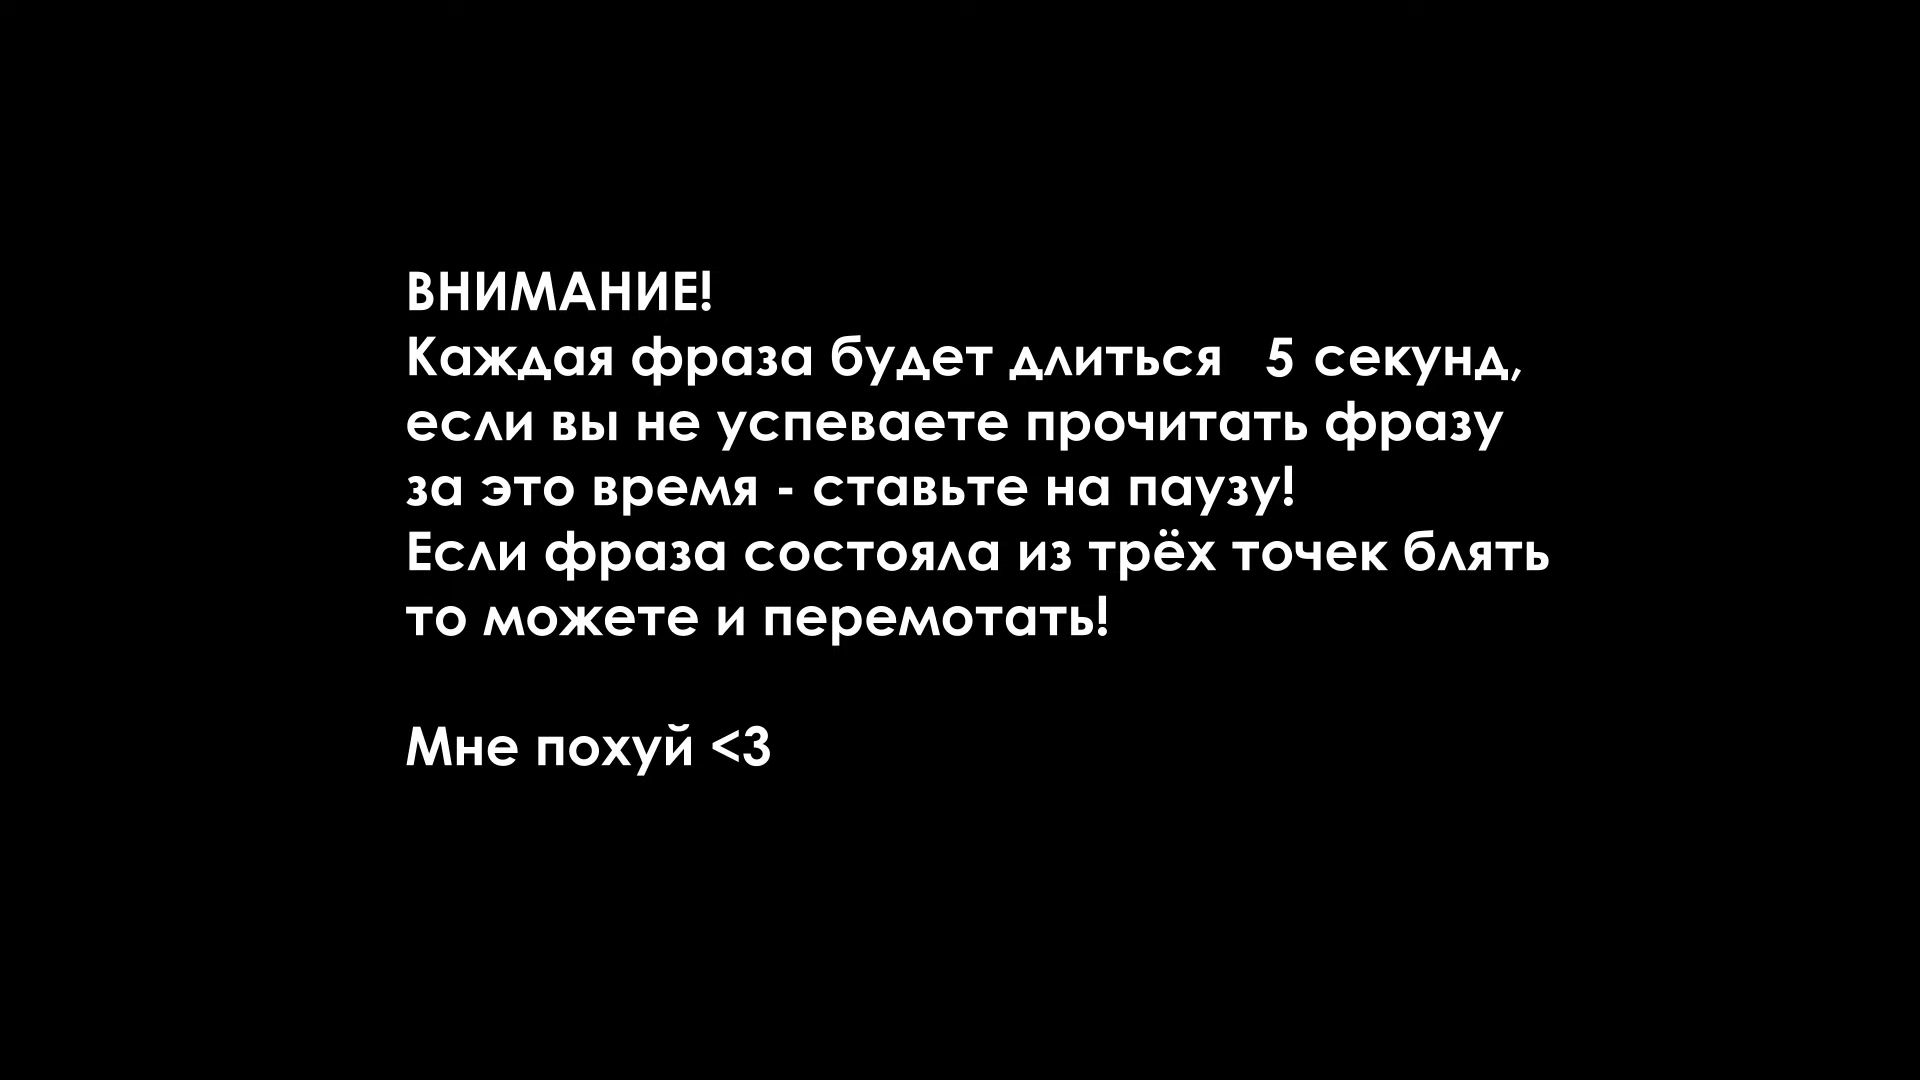 ВНИМАНИЕ!
Каждая фраза будет длиться 5 секунд,
если вы не успеваете прочитать фразу
за это время - ставьте на паузу!
Если фраза состояла из трёх точек блять
то можете и перемотать!
Мне похуй <3